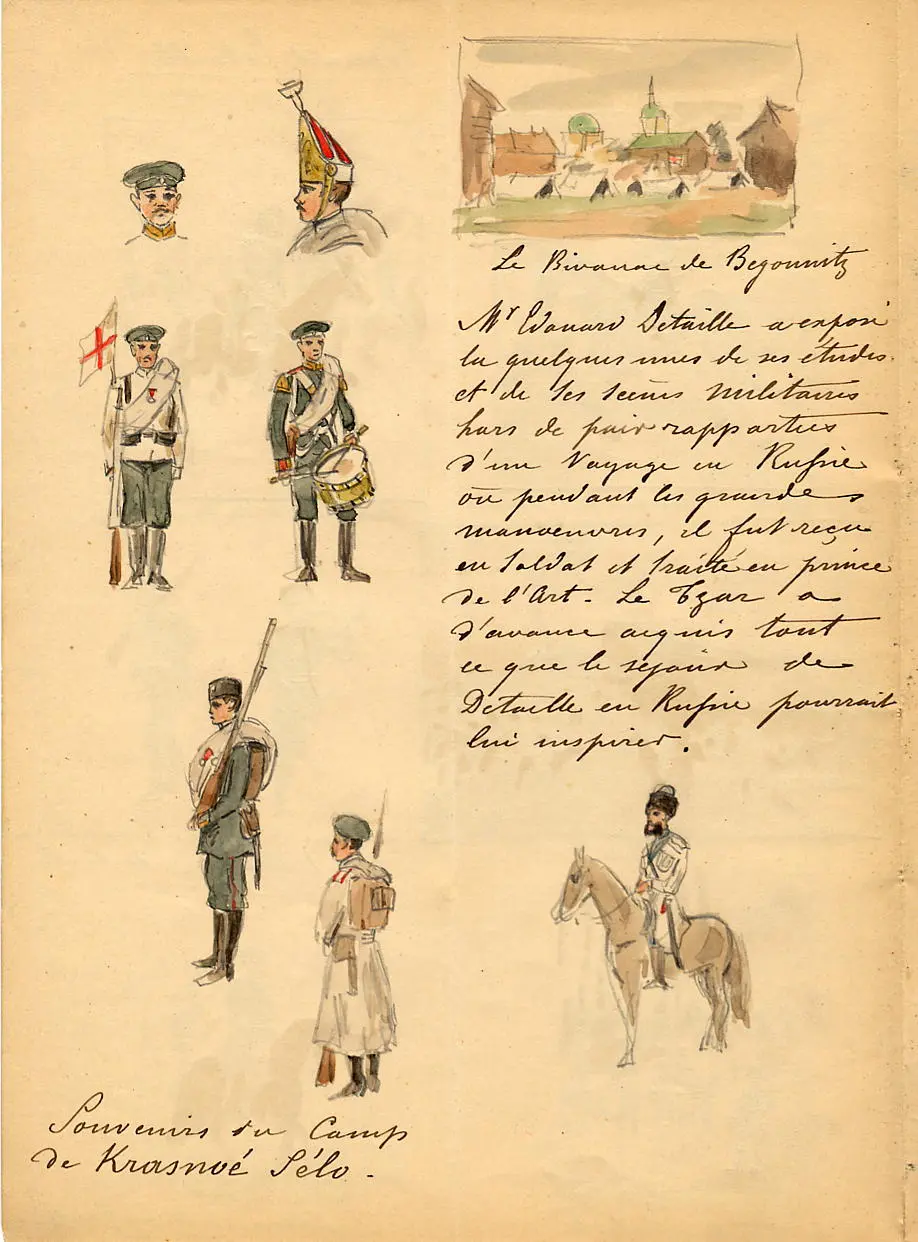 Le Bivouac de Begounitz
Mr Edouard Detaille a exposé
là quelques unes de ses études
et de ses scènes militaires
hors de pair rapportées
d'un Voyage en Russie
où pendant les grandes
manoeuvres, il fut reçu
en soldat et traité en prince
de l'Art. Le Tzar a
d'avance acquis tout
ce que le séjour de
Detaille en Russie pourrait
lui inspirer.
Souvenirs du Camp
de Krasnoé Sélo.